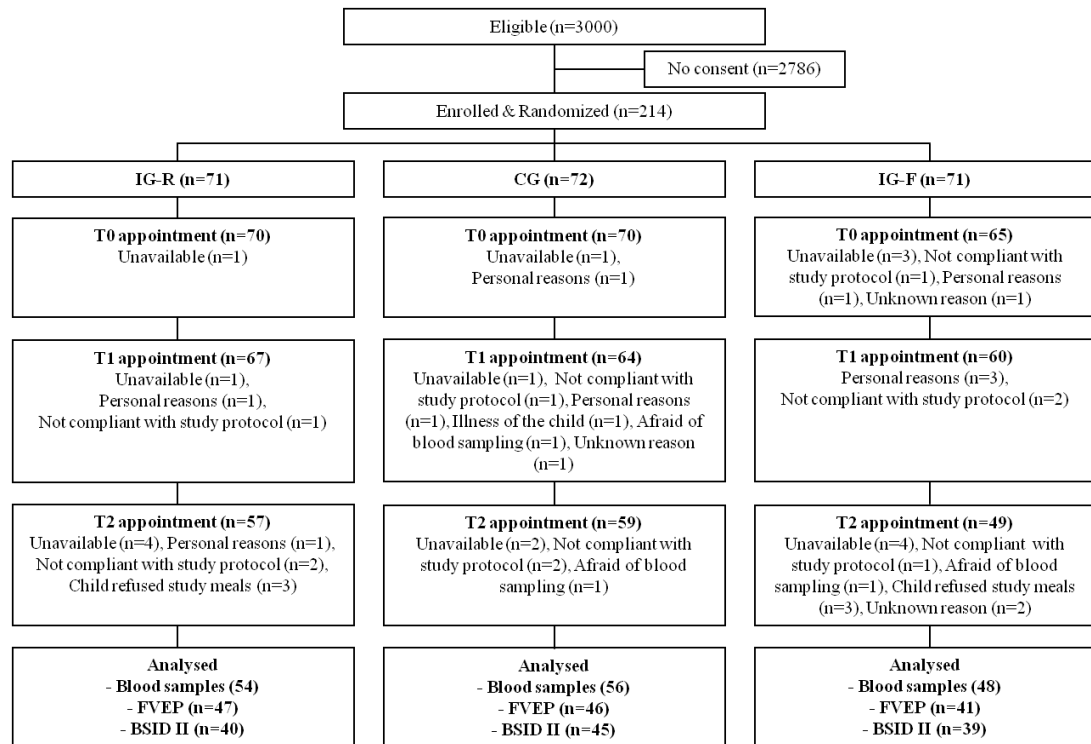 Eligible (n=3000)
No consent (n=2786)
Enrolled & Randomized (n=214)
IG-R (n=71)
CG (n=72)
IG-F (n=71)
T0 appointment (n=70)
Unavailable (n=1)
T0 appointment (n=70)
Unavailable (n=1),
Personal reasons (n=1)
T0 appointment (n=65)
Unavailable (n=3), Not compliant with
study protocol (n=1), Personal reasons
(n=1), Unknown reason (n=1)
T1 appointment (n=67)
Unavailable (n=1),
Personal reasons (n=1),
Not compliant with study protocol (n=1)
T1 appointment (n=64)
Unavailable (n=1), Not compliant with
study protocol (n=1), Personal reasons
(n=1), Illness of the child (n=1), Afraid of
blood sampling (n=1), Unknown reason
(n=1)
T1 appointment (n=60)
Personal reasons (n=3),
Not compliant with study protocol (n=2)
T2 appointment (n=57)
Unavailable (n=4), Personal reasons (n=1),
Not compliant with study protocol (n=2),
Child refused study meals (n=3)
T2 appointment (n=59)
Unavailable (n=2), Not compliant with
study protocol (n=2), Afraid of blood
sampling (n=1)
T2 appointment (n=49)
Unavailable (n=4), Not compliant with
study protocol (n=1), Afraid of blood
sampling (n=1), Child refused study meals
(n=3), Unknown reason (n=2)
Analysed
- Blood samples (54)
- FVEP (n=47)
- BSID II (n=40)
Analysed
- Blood samples (56)
- FVEP (n=46)
- BSID II (n=45)
Analysed
- Blood samples (48)
- FVEP (n=41)
- BSID II (n=39)